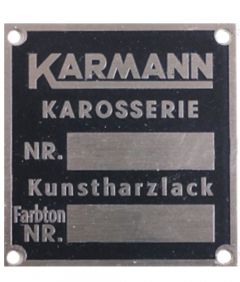 KARMANN
KAROSSERIE
NR.
Kunstharzlack
Farbton
NR.